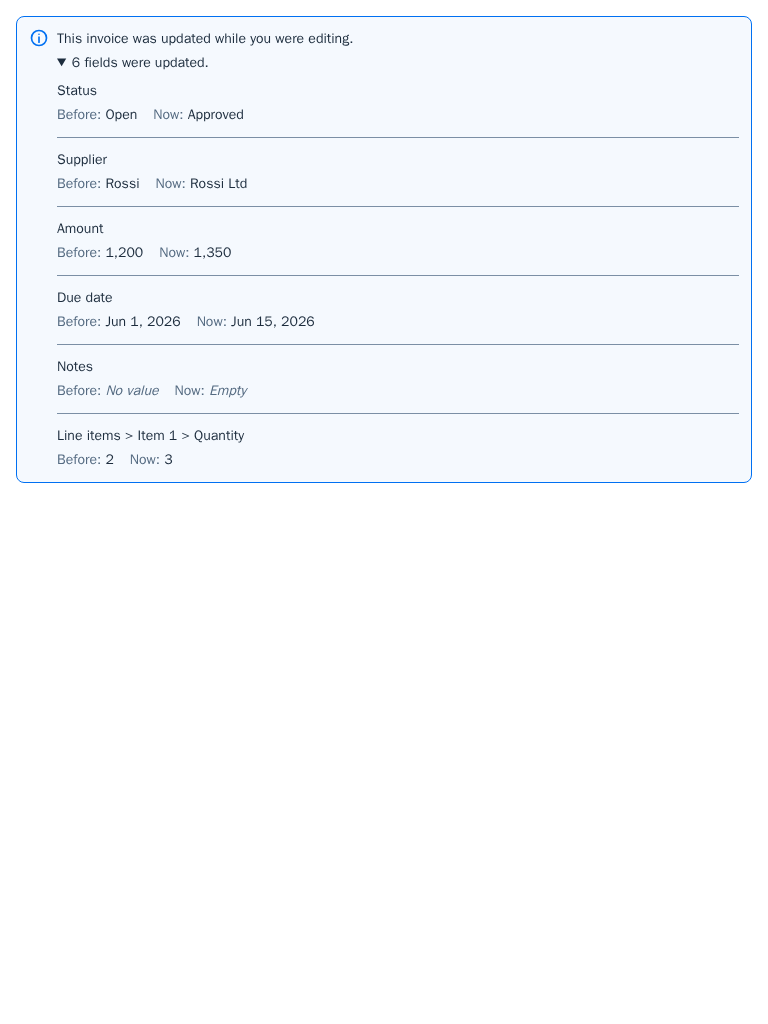 This invoice was updated while you were editing.
▼ 6 fields were updated.
Status
Before: Open Now: Approved
Supplier
Before: Rossi Now: Rossi Ltd
Amount
Before: 1,200 Now: 1,350
Due date
Before: Jun 1, 2026 Now: Jun 15, 2026
Notes
Before: No value Now: Empty
Line items > Item 1 > Quantity
Before: 2 Now: 3